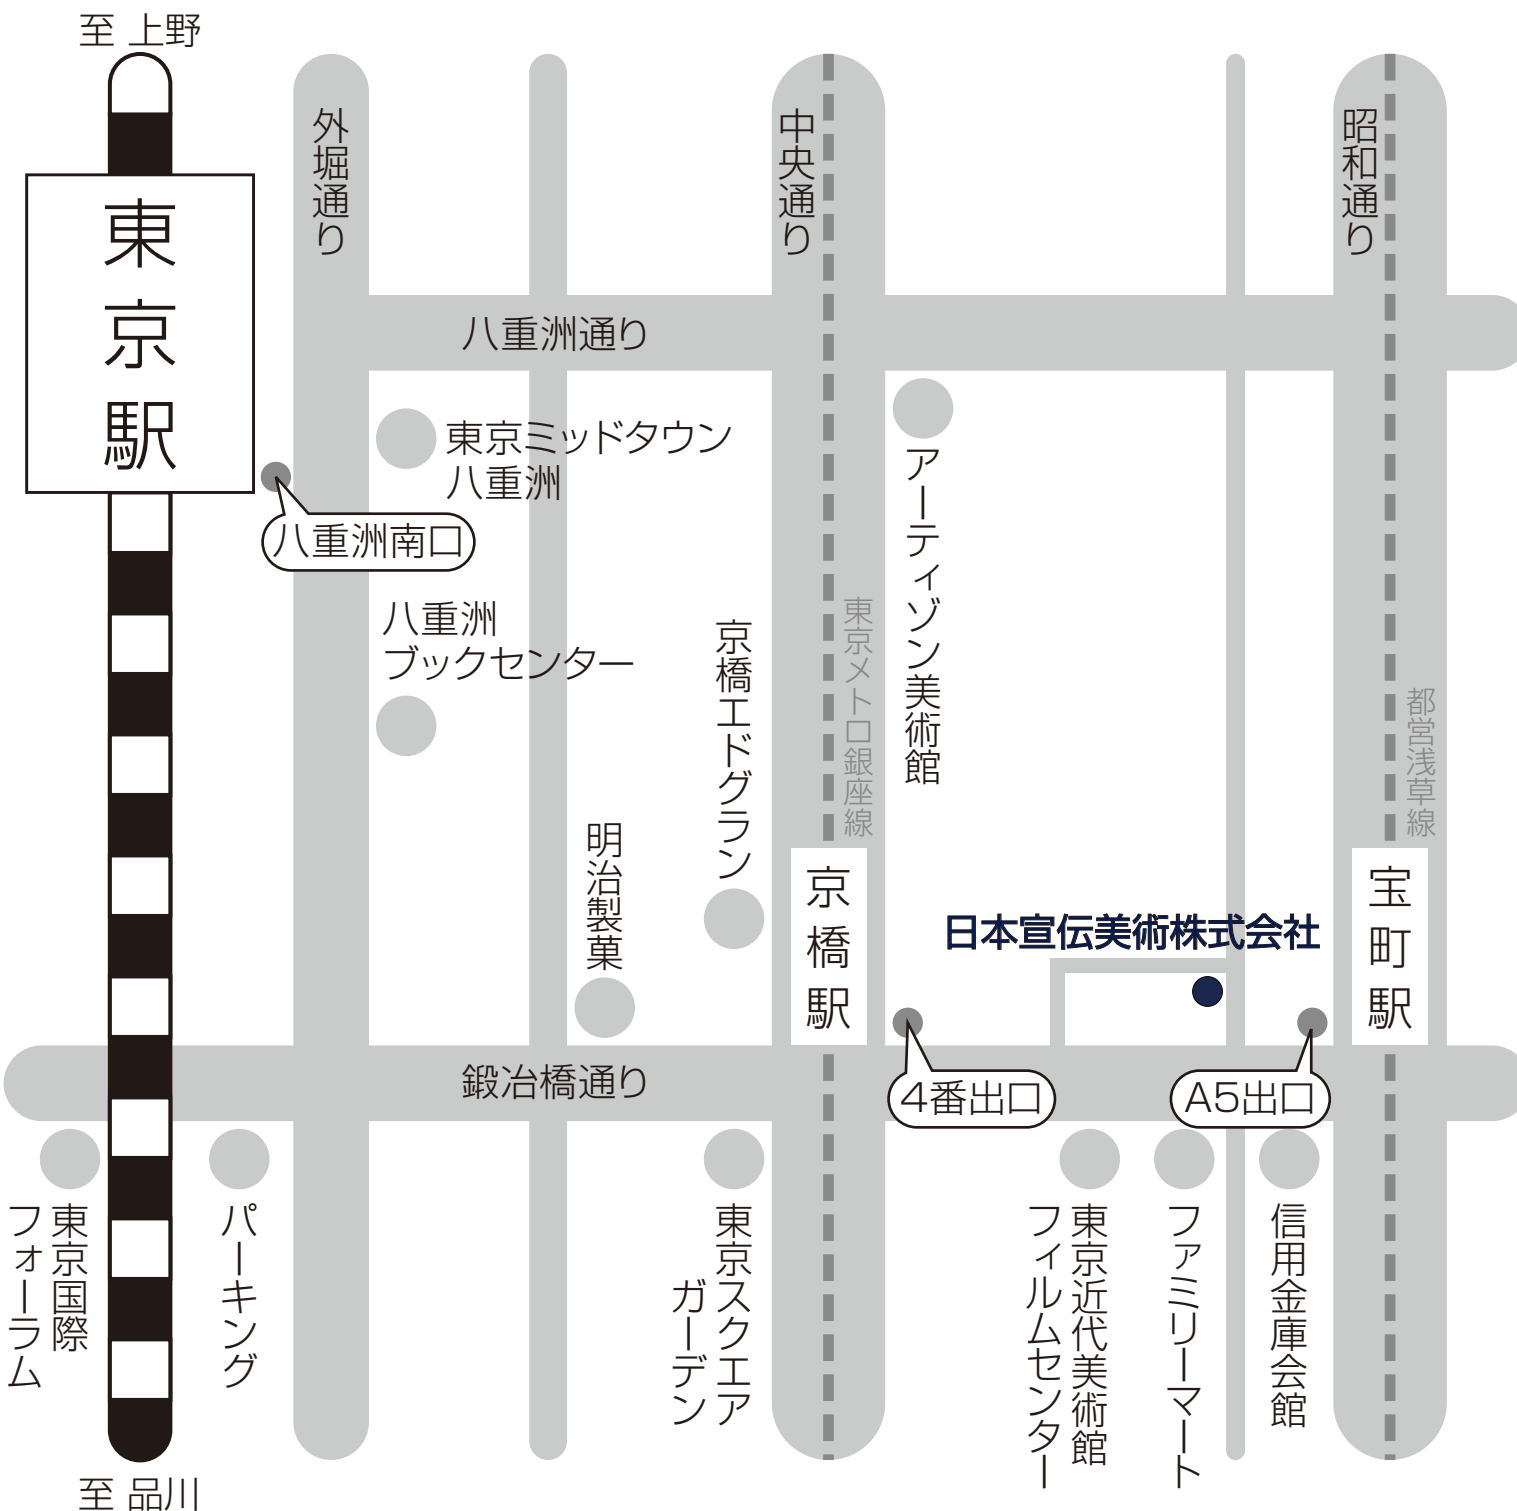 至 上野
外堀通り
中央通り
昭和通り
東京駅
八重洲通り
東京ミッドタウン
八重洲
八重洲南口
アーティゾン美術館
八重洲
ブックセンター
京橋エドグラン
東京メトロ銀座線
都営浅草線
明治製菓
京橋駅
宝町駅
日本宣伝美術株式会社
鍛冶橋通り
4番出口
A5出口
東京国際
フォーラム
パーキング
東京スクエア
ガーデン
東京近代美術館
フィルムセンター
ファミリーマート
信用金庫会館
至 品川